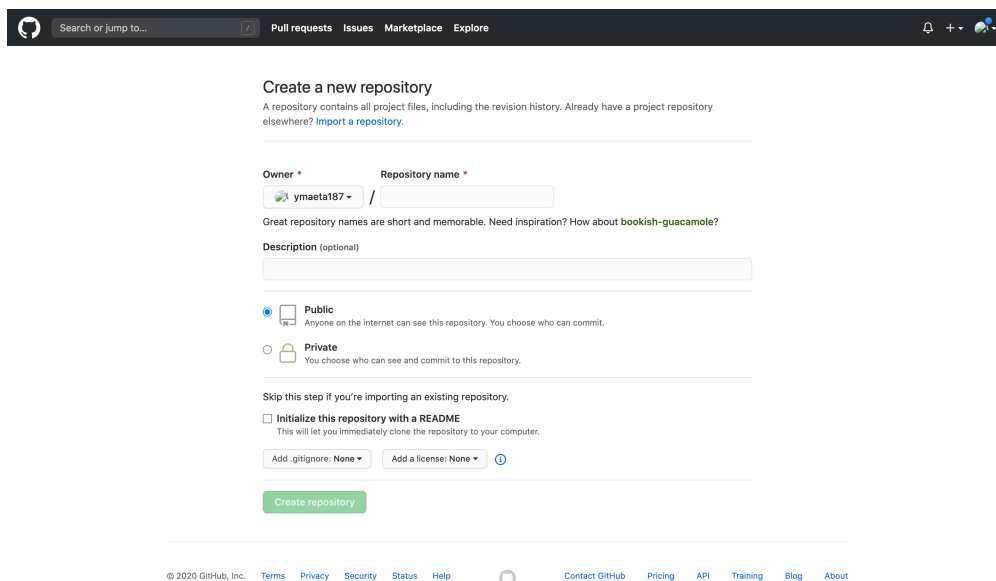 Search or jump to... /
Pull requests Issues Marketplace Explore
Create a new repository
A repository contains all project files, including the revision history. Already have a project repository
elsewhere? Import a repository.
Owner * Repository name *
ymaeta187 /
Great repository names are short and memorable. Need inspiration? How about bookish-guacamole?
Description (optional)
Public
Anyone on the internet can see this repository. You choose who can commit.
Private
You choose who can see and commit to this repository.
Skip this step if you're importing an existing repository.
Initialize this repository with a README
This will let you immediately clone the repository to your computer.
Add .gitignore: None Add a license: None
Create repository
© 2020 GitHub, Inc. Terms Privacy Security Status Help Contact GitHub Pricing API Training Blog About